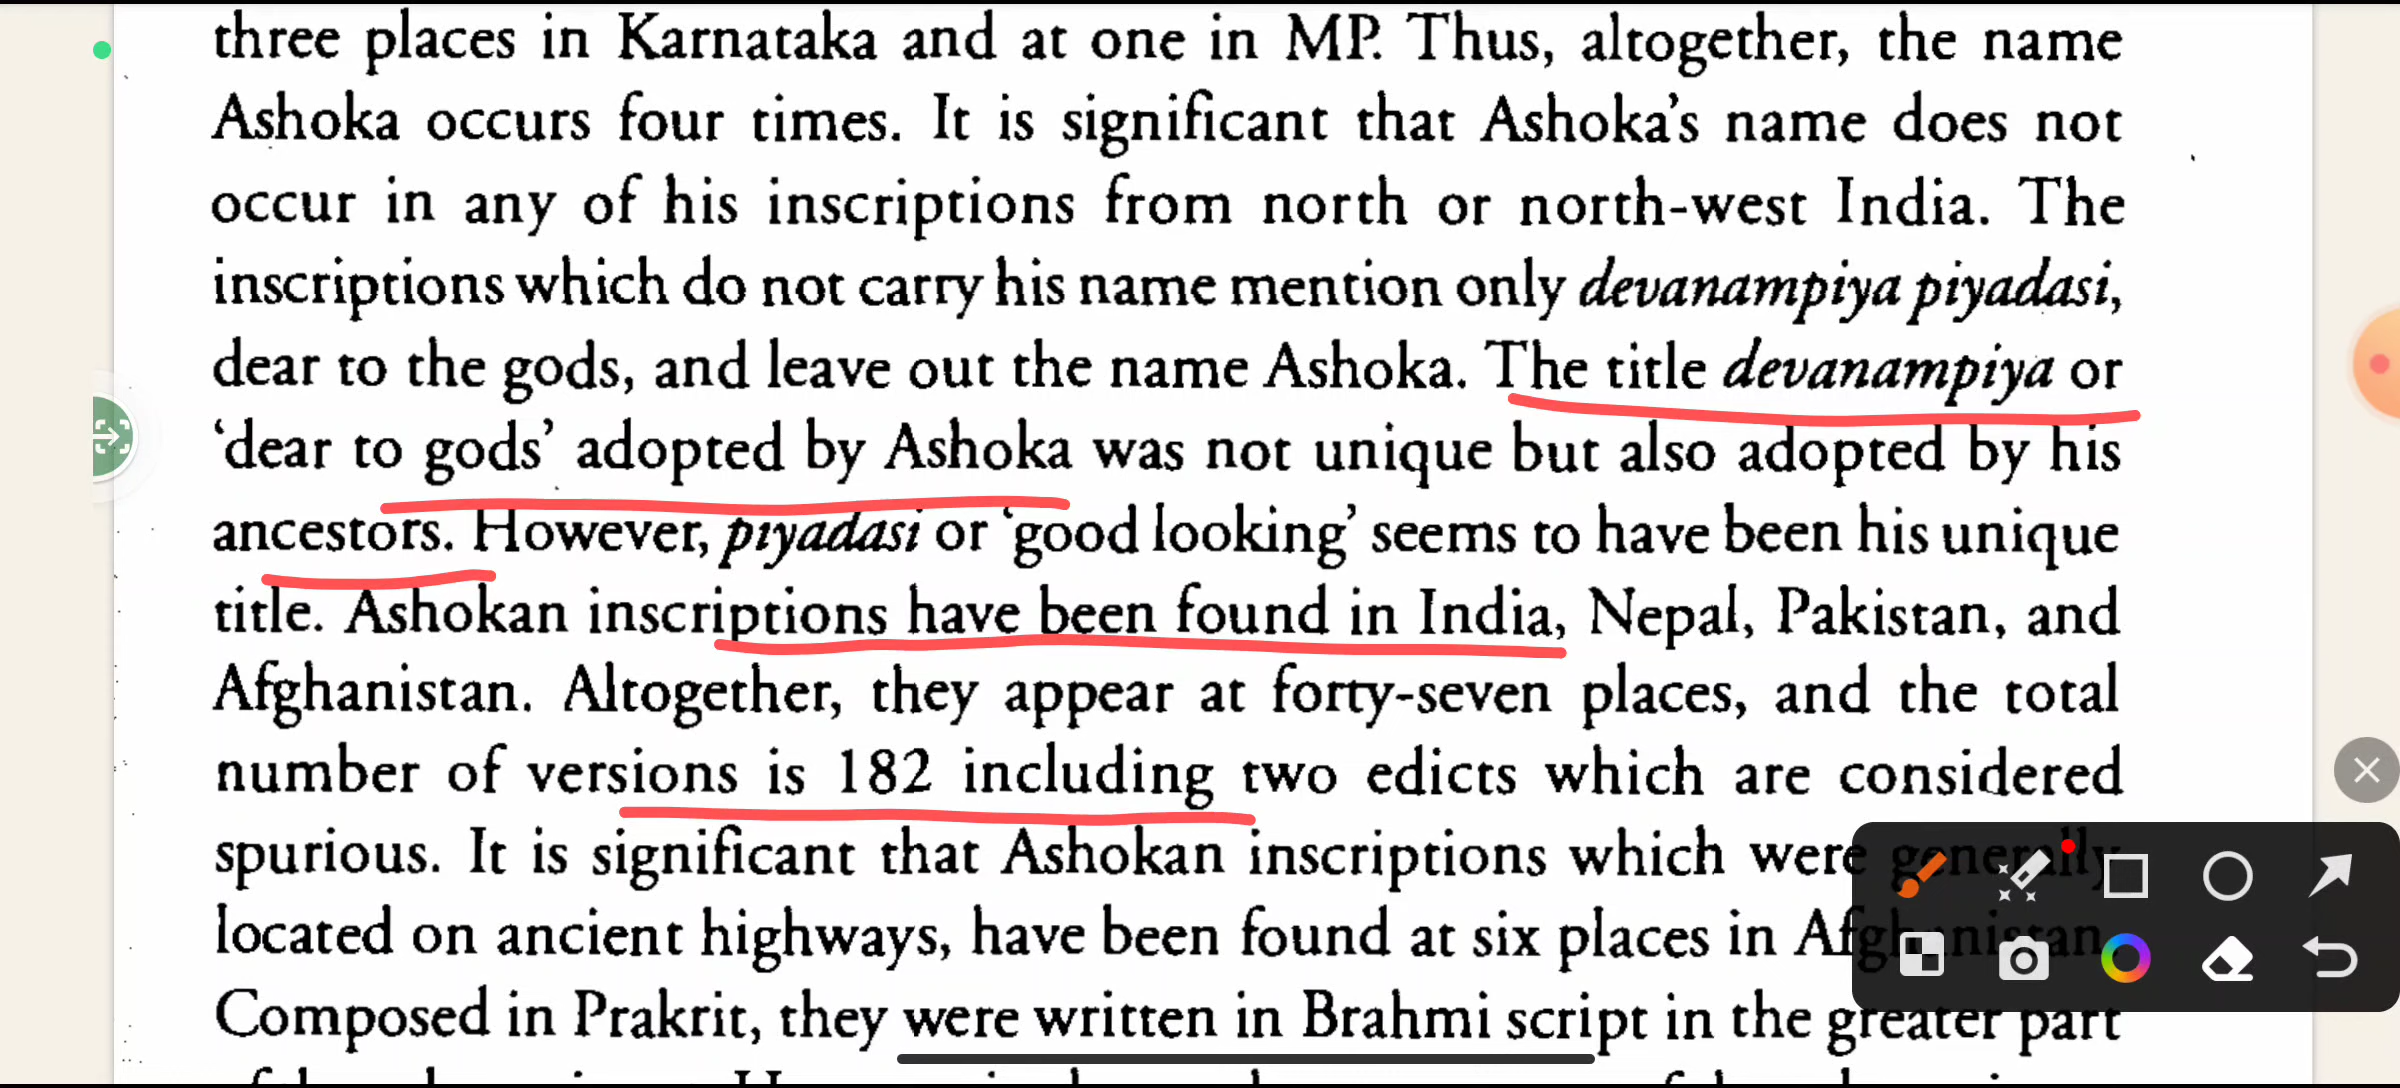 three places in Karnataka and at one in MP. Thus, altogether, the name
Ashoka occurs four times. It is significant that Ashoka's name does not
occur in any of his inscriptions from north or north-west India. The
inscriptions which do not carry his name mention only devanampiya piyadasi,
dear to the gods, and leave out the name Ashoka. The title devanampiya or
'dear to gods' adopted by Ashoka was not unique but also adopted by his
ancestors. However, piyadasi or 'good looking' seems to have been his unique
title. Ashokan inscriptions have been found in India, Nepal, Pakistan, and
Afghanistan. Altogether, they appear at forty-seven places, and the total
number of versions is 182 including two edicts which are considered
spurious. It is significant that Ashokan inscriptions which were generally
located on ancient highways, have been found at six places in Afghanistan.
Composed in Prakrit, they were written in Brahmi script in the greater part